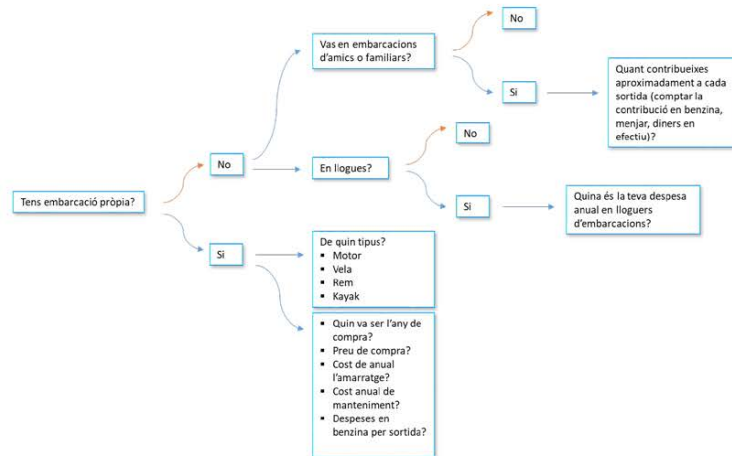 No
Vas en embarcacions
d'amics o familiars?
Quant contribueixes
aproximadament a cada
sortida (comptar la
contribució en benzina,
menjar, diners en
efectiu)?
Si
No
No
En llogues?
Tens embarcació pròpia?
Si
Quina és la teva despesa
anual en lloguers
d'embarcacions?
Si
De quin tipus?
▪ Motor
▪ Vela
▪ Rem
▪ Kayak
▪ Quin va ser l'any de
compra?
▪ Preu de compra?
▪ Cost de anual
l'amarratge?
▪ Cost anual de
manteniment?
▪ Despeses en
benzina per sortida?